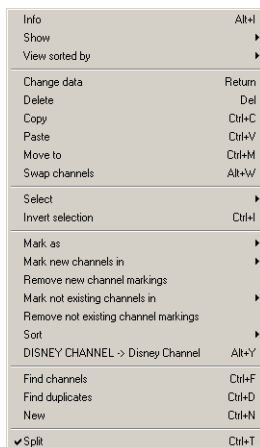 Info Alt+I
Show
View sorted by
Change data Return
Delete Del
Copy Ctrl+C
Paste Ctrl+V
Move to Ctrl+M
Swap channels Alt+W
Select
Invert selection Ctrl+I
Mark as
Mark new channels in
Remove new channel markings
Mark not existing channels in
Remove not existing channel markings
Sort
DISNEY CHANNEL -> Disney Channel Alt+Y
Find channels Ctrl+F
Find duplicates Ctrl+D
New Ctrl+N
Split Ctrl+T